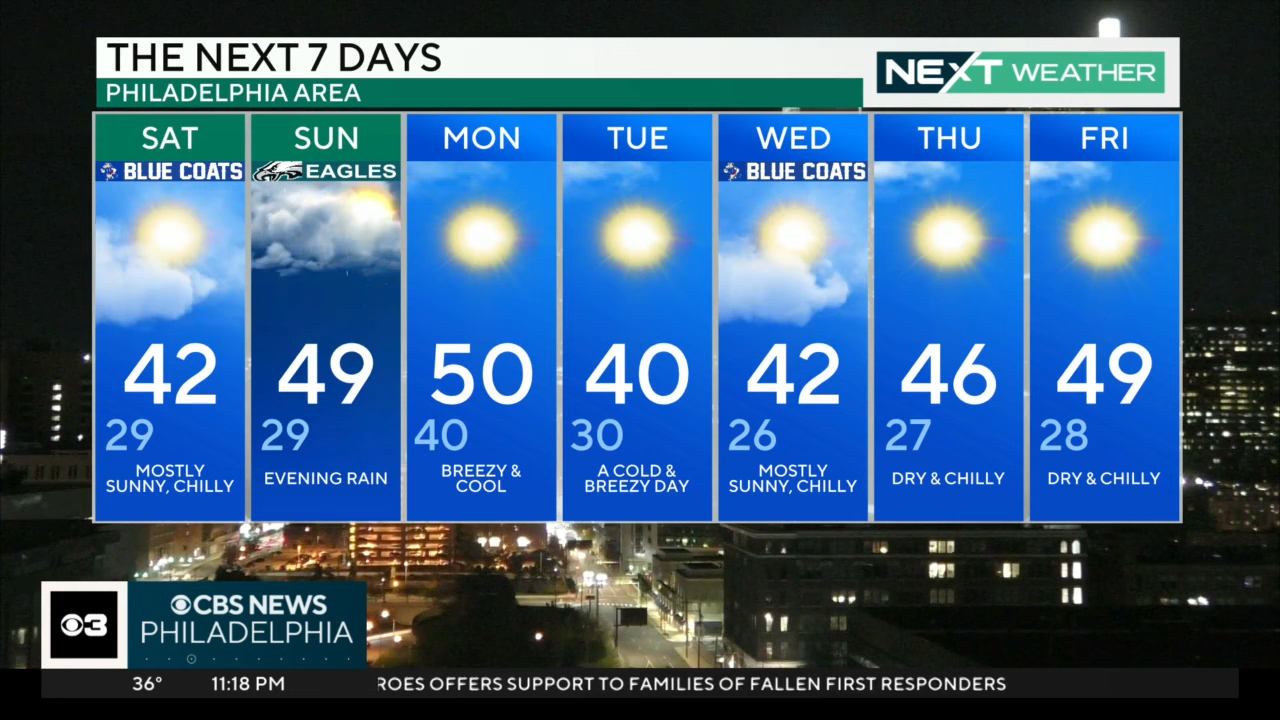 THE NEXT 7 DAYS
NEXT WEATHER
PHILADELPHIA AREA
SAT
BLUE COATS
42
29
MOSTLY
SUNNY, CHILLY
SUN
EAGLES
49
29
EVENING RAIN
MON
50
40
BREEZY &
COOL
TUE
40
30
A COLD &
BREEZY DAY
WED
BLUE COATS
42
26
MOSTLY
SUNNY, CHILLY
THU
46
27
DRY & CHILLY
FRI
49
28
DRY & CHILLY
3
CBS NEWS
PHILADELPHIA
36° 11:18 PM ROES OFFERS SUPPORT TO FAMILIES OF FALLEN FIRST RESPONDERS